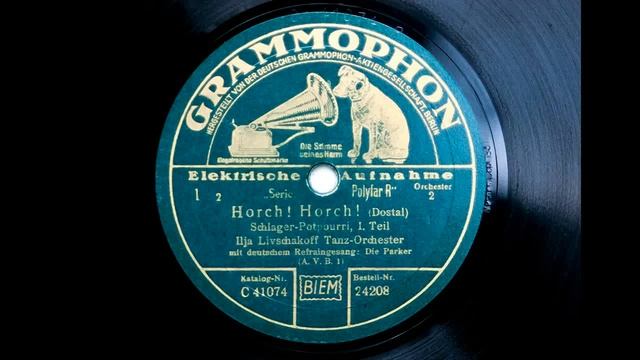 GRAMMOPHON
HERGESTELLT VON DER DEUTSCHEN GRAMMOPHON-AKTIENGESELLSCHAFT, BERLIN
Die Stimme
seines Herrn
Eingetragene Schutzmarke
Elektrische Aufnahme
1 2 „Serie Polyfar R" Orchester 2
Horch! Horch! (Dostal)
Schlager-Potpourri, I. Teil
Ilja Livschakoff Tanz-Orchester
mit deutschem Refraingesang: Die Parker
(A. V. B. 1)
Katalog-Nr. BIEM Bestell-Nr.
C 41074 24208